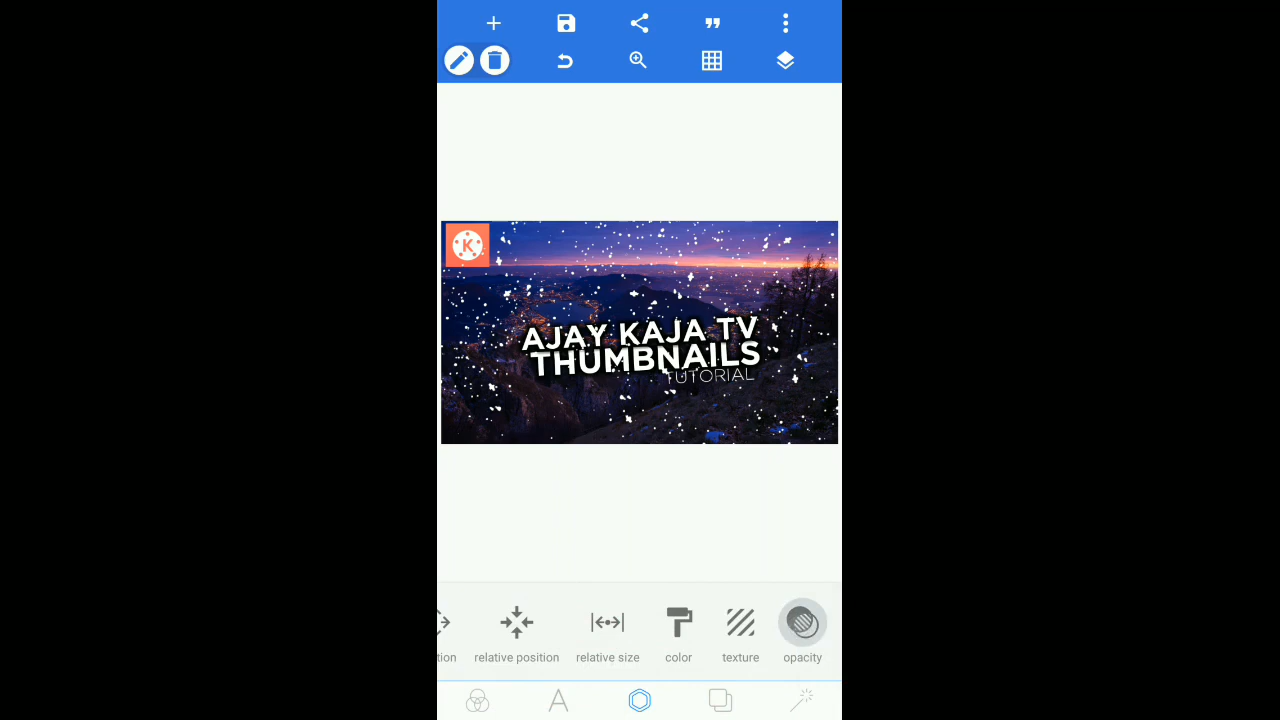 K
AJAY KAJA TV
THUMBNAILS
TUTORIAL
tion relative position relative size color texture opacity
A